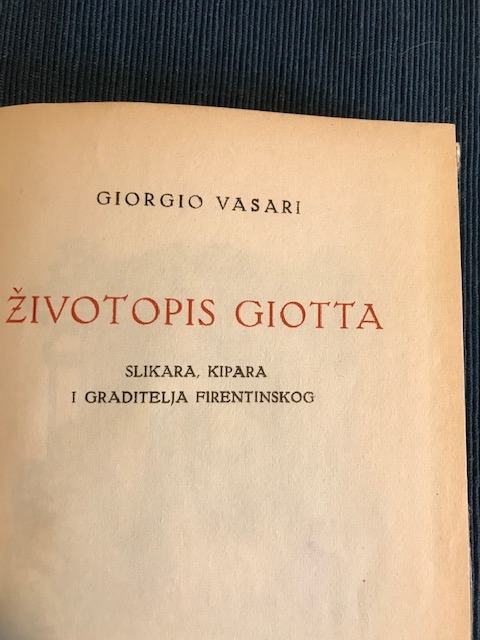 GIORGIO VASARI
ŽIVOTOPIS GIOTTA
SLIKARA, KIPARA
I GRADITELJA FIRENTINSKOG